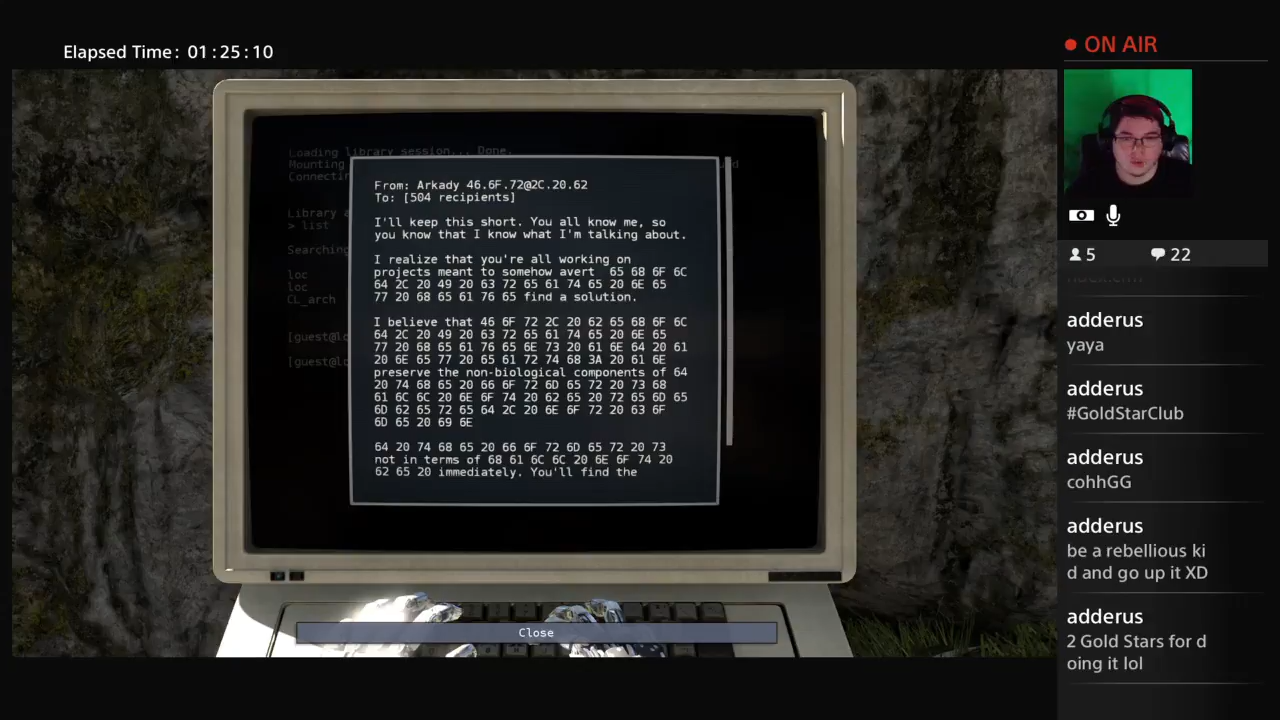 Elapsed Time: 01:25:10
ON AIR
5
22
adderus
yaya
adderus
#GoldStarClub
adderus
cohhGG
adderus
be a rebellious ki
d and go up it XD
adderus
2 Gold Stars for d
oing it lol
Loading library session... Done.
Mounting
Connectin
Library a
> list
Searching
loc
loc
CL_arch
[guest@lo
[guest@lo
From: Arkady 46.6F.72@2C.20.62
To: [504 recipients]
I'll keep this short. You all know me, so
you know that I know what I'm talking about.
I realize that you're all working on
projects meant to somehow avert 65 68 6F 6C
64 2C 20 49 20 63 72 65 61 74 65 20 6E 65
77 20 68 65 61 76 65 find a solution.
I believe that 46 6F 72 2C 20 62 65 68 6F 6C
64 2C 20 49 20 63 72 65 61 74 65 20 6E 65
77 20 68 65 61 76 65 6E 73 20 61 6E 64 20 61
20 6E 65 77 20 65 61 72 74 68 3A 20 61 6E
preserve the non-biological components of 64
20 74 68 65 20 66 6F 72 6D 65 72 20 73 68
61 6C 6C 20 6E 6F 74 20 62 65 20 72 65 6D 65
6D 62 65 72 65 64 2C 20 6E 6F 72 20 63 6F
6D 65 20 69 6E
64 20 74 68 65 20 66 6F 72 6D 65 72 20 73
not in terms of 68 61 6C 6C 20 6E 6F 74 20
62 65 20 immediately. You'll find the
Close